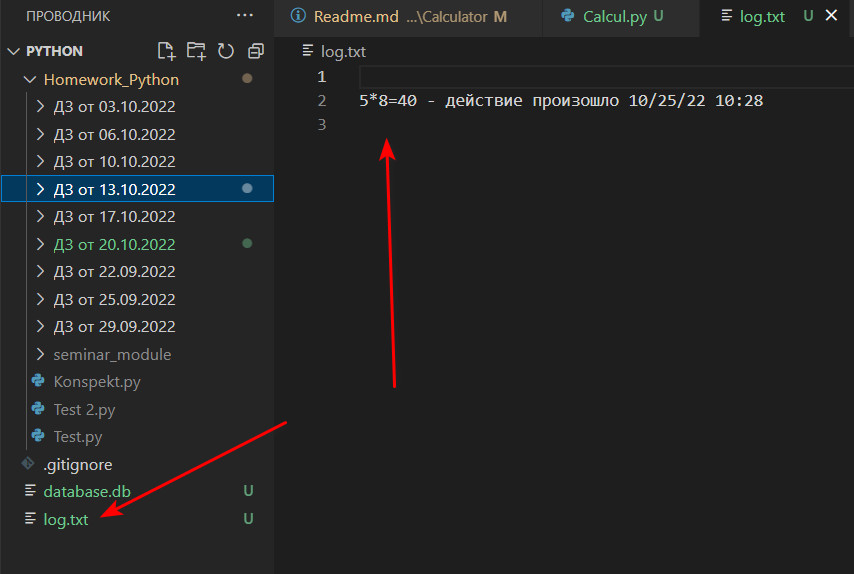 ПРОВОДНИК
PYTHON
Homework_Python
ДЗ от 03.10.2022
ДЗ от 06.10.2022
ДЗ от 10.10.2022
ДЗ от 13.10.2022
ДЗ от 17.10.2022
ДЗ от 20.10.2022
ДЗ от 22.09.2022
ДЗ от 25.09.2022
ДЗ от 29.09.2022
seminar_module
Konspekt.py
Test 2.py
Test.py
.gitignore
database.db U
log.txt U
Readme.md ...\Calculator M
Calcul.py U
log.txt U
log.txt
1
2 5*8=40 - действие произошло 10/25/22 10:28
3